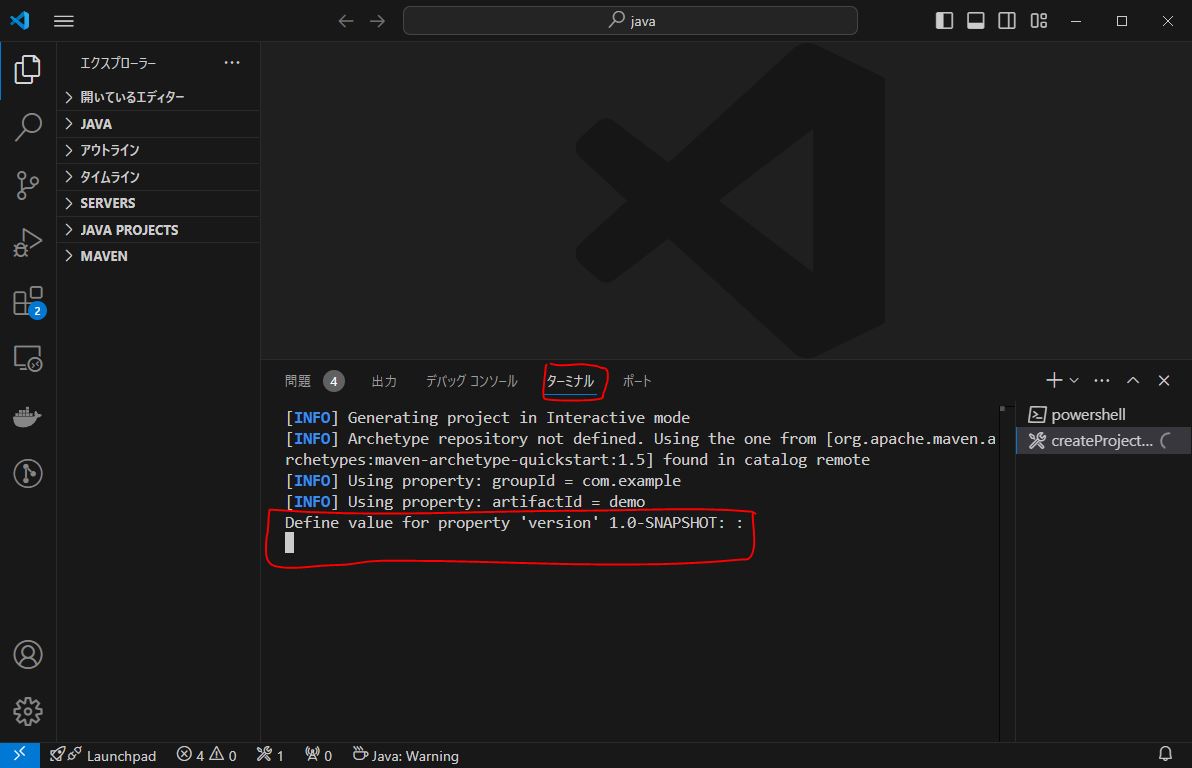 java
エクスプローラー
開いているエディター
JAVA
アウトライン
タイムライン
SERVERS
JAVA PROJECTS
MAVEN
2
問題 4 出力 デバッグ コンソール ターミナル ポート
[INFO] Generating project in Interactive mode
[INFO] Archetype repository not defined. Using the one from [org.apache.maven.a
rchetypes:maven-archetype-quickstart:1.5] found in catalog remote
[INFO] Using property: groupId = com.example
[INFO] Using property: artifactId = demo
Define value for property 'version' 1.0-SNAPSHOT: :
powershell
createProject...
Launchpad 4 0 1 0 Java: Warning